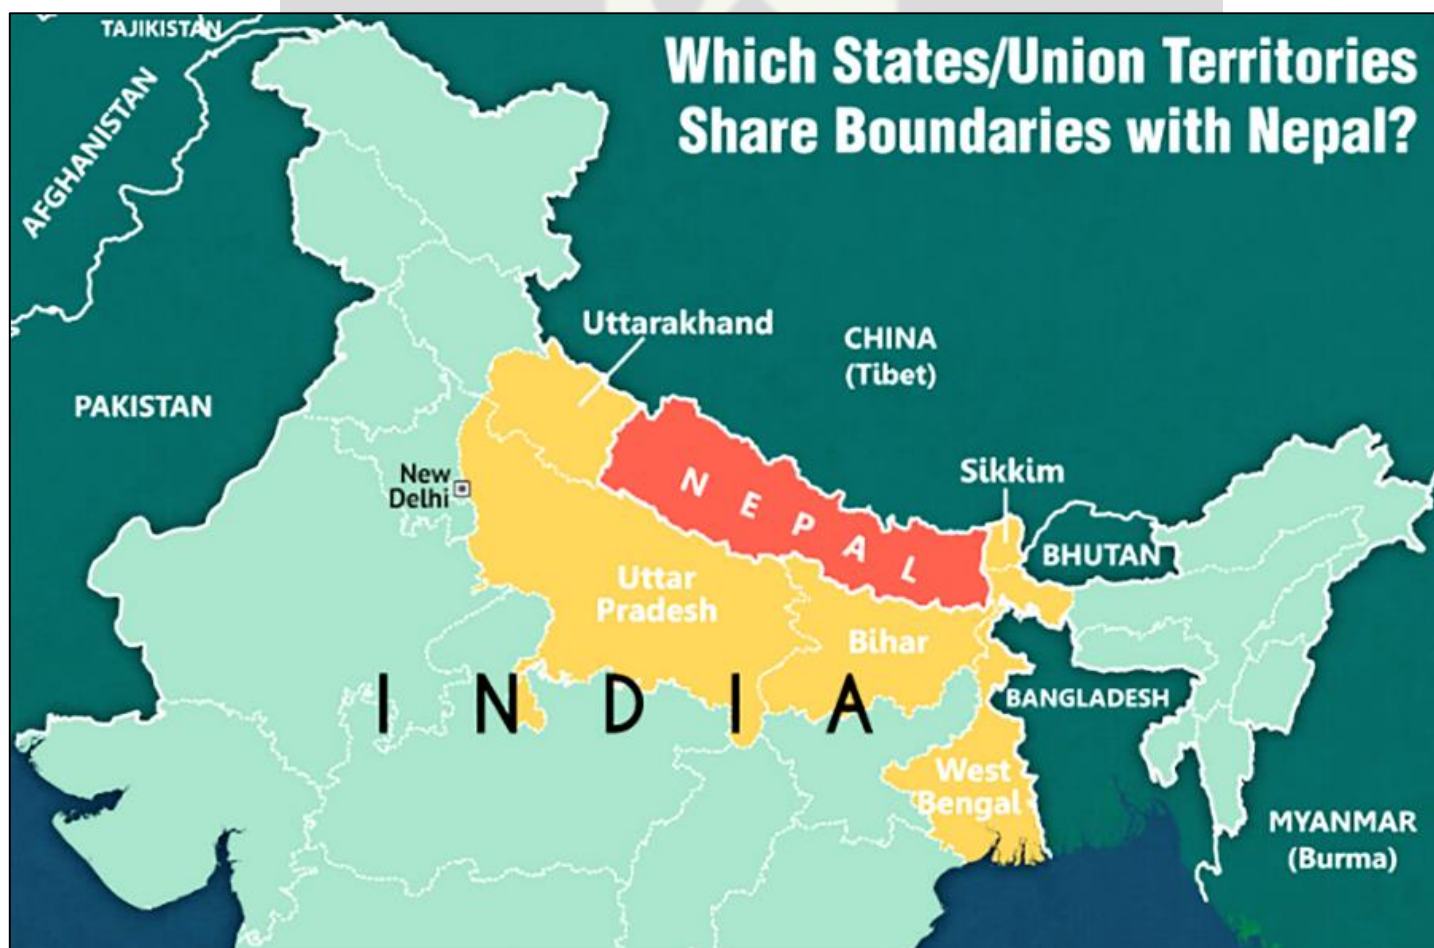 TAJIKISTAN
Which States/Union Territories
Share Boundaries with Nepal?
AFGHANISTAN
Uttarakhand
CHINA
(Tibet)
PAKISTAN
New
Delhi
NEPAL
Sikkim
BHUTAN
Uttar
Pradesh
Bihar
INDIA
BANGLADESH
West
Bengal
MYANMAR
(Burma)